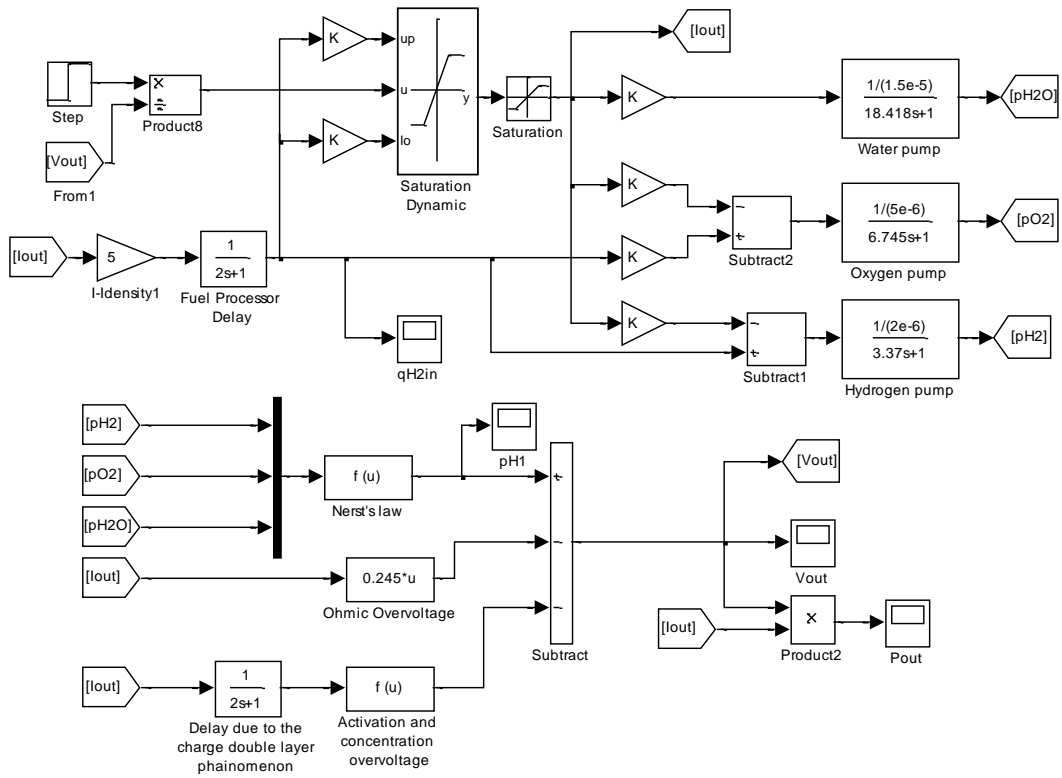 K
up
[Iout]
Step
×
÷
Product8
u
y
Saturation
K
1/(1.5e-5)
18.418s+1
Water pump
[pH2O]
[Vout]
From1
K
lo
Saturation
Dynamic
K
-
+
Subtract2
1/(5e-6)
6.745s+1
Oxygen pump
[pO2]
[Iout]
5
I-Identity1
1
2s+1
Fuel Processor
Delay
K
qH2in
K
-
+
Subtract1
1/(2e-6)
3.37s+1
Hydrogen pump
[pH2]
[pH2]
[pO2]
[pH2O]
f (u)
Nerst's law
pH1
+
-
-
Subtract
[Vout]
Vout
[Iout]
0.245*u
Ohmic Overvoltage
[Iout]
×
Product2
Pout
[Iout]
1
2s+1
Delay due to the
charge double layer
phainomenon
f (u)
Activation and
concentration
overvoltage